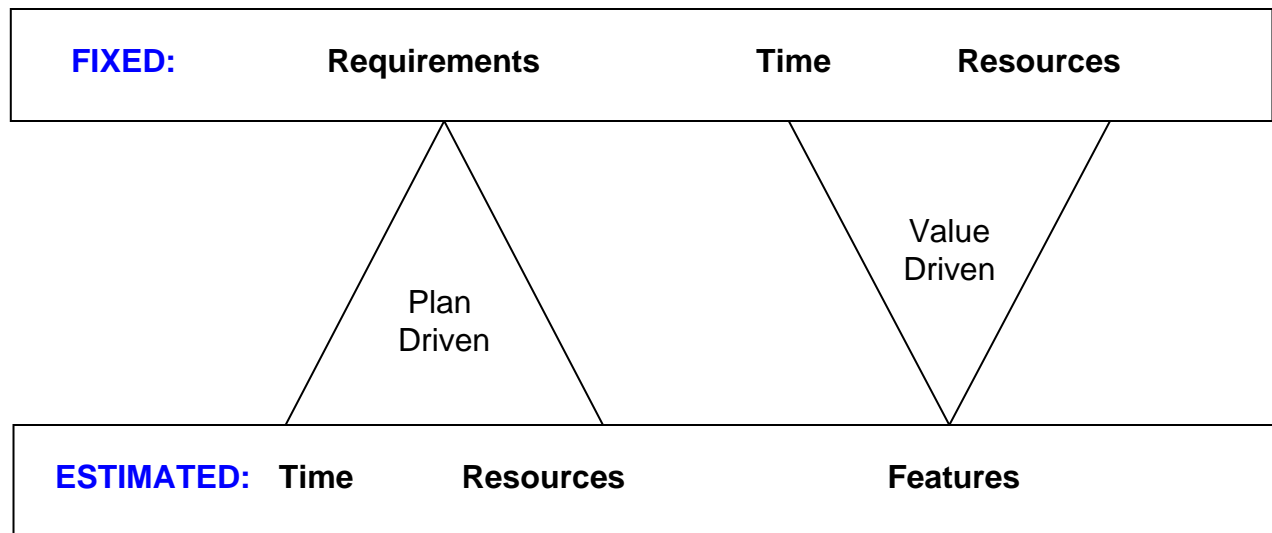 FIXED: Requirements Time Resources
Value
Driven
Plan
Driven
ESTIMATED: Time Resources Features